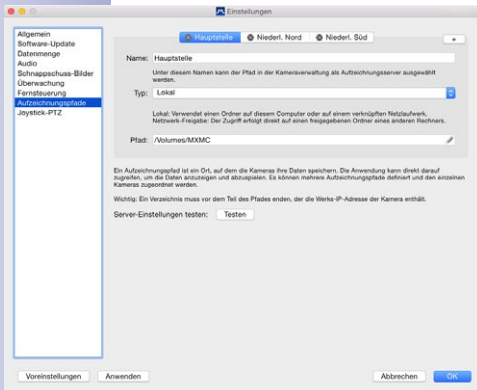 Einstellungen
Allgemein
Software-Update
Datenmenge
Audio
Schnappschuss-Bilder
Überwachung
Fernsteuerung
Aufzeichnungspfade
Joystick-PTZ
Hauptstelle
Niederl. Nord
Niederl. Süd
+
Name: Hauptstelle
Unter diesem Namen kann der Pfad in der Kameraverwaltung als Aufzeichnungsserver ausgewählt
werden.
Typ: Lokal
Lokal: Verwendet einen Ordner auf diesem Computer oder auf einem verknüpften Netzlaufwerk.
Netzwerk-Freigabe: Der Zugriff erfolgt direkt auf einen freigegebenen Ordner eines anderen Rechners.
Pfad: /Volumes/MXMC
Ein Aufzeichnungspfad ist ein Ort, auf dem die Kameras ihre Daten speichern. Die Anwendung kann direkt darauf
zugreifen, um die Daten anzuzeigen und abzuspielen. Es können mehrere Aufzeichnungspfade definiert und den einzelnen
Kameras zugeordnet werden.
Wichtig: Ein Verzeichnis muss vor dem Teil des Pfades enden, der die Werks-IP-Adresse der Kamera enthält.
Server-Einstellungen testen: Testen
Voreinstellungen
Anwenden
Abbrechen
OK